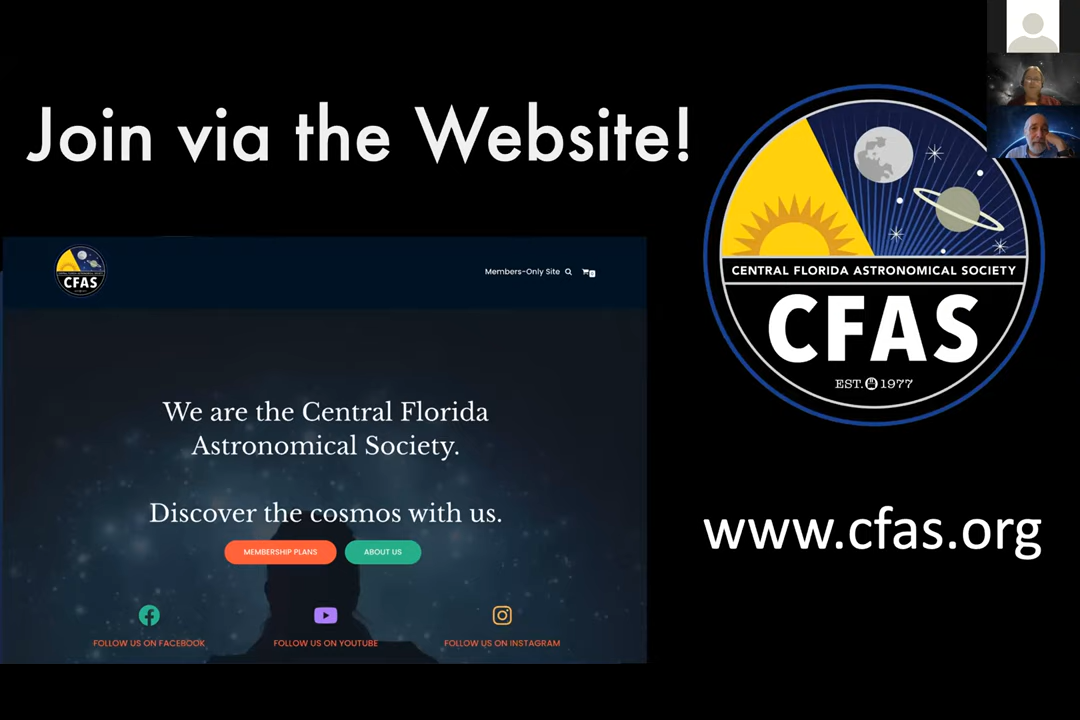 Join via the Website!
CENTRAL FLORIDA ASTRONOMICAL SOCIETY
CFAS
EST. 1977
CFAS
Members-Only Site
0
We are the Central Florida
Astronomical Society.
Discover the cosmos with us.
MEMBERSHIP PLANS
ABOUT US
FOLLOW US ON FACEBOOK
FOLLOW US ON YOUTUBE
FOLLOW US ON INSTAGRAM
www.cfas.org